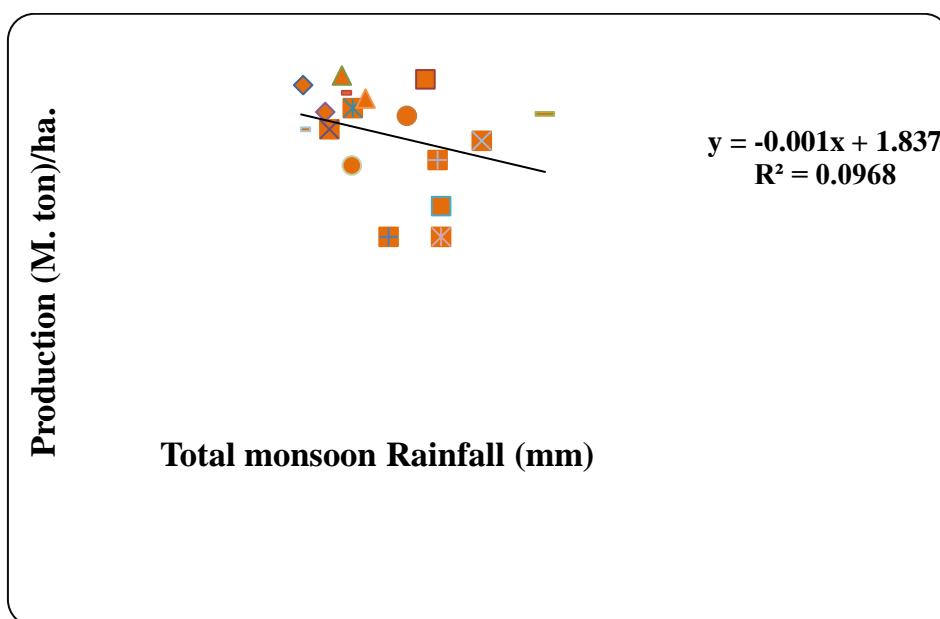 Production (M. ton)/ha.
y = -0.001x + 1.837
R² = 0.0968
Total monsoon Rainfall (mm)